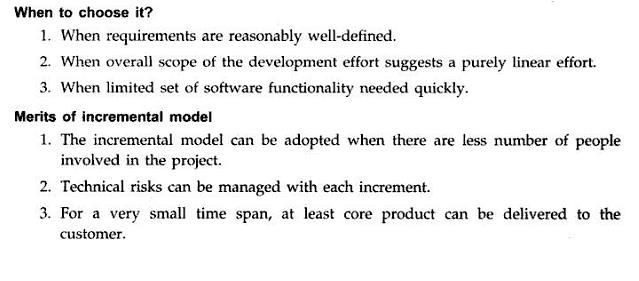 When to choose it?
1. When requirements are reasonably well-defined.
2. When overall scope of the development effort suggests a purely linear effort.
3. When limited set of software functionality needed quickly.
Merits of incremental model
1. The incremental model can be adopted when there are less number of people
involved in the project.
2. Technical risks can be managed with each increment.
3. For a very small time span, at least core product can be delivered to the
customer.